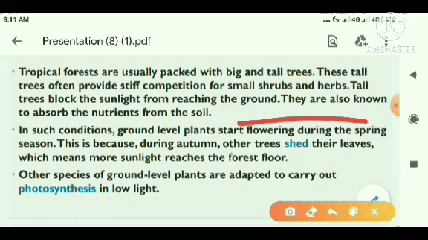 9:11 AM
Presentation (8) (1).pdf
KINEMASTER
• Tropical forests are usually packed with big and tall trees. These tall
trees often provide stiff competition for small shrubs and herbs. Tall
trees block the sunlight from reaching the ground. They are also known
to absorb the nutrients from the soil.
• In such conditions, ground level plants start flowering during the spring
season. This is because, during autumn, other trees shed their leaves,
which means more sunlight reaches the forest floor.
• Other species of ground-level plants are adapted to carry out
photosynthesis in low light.